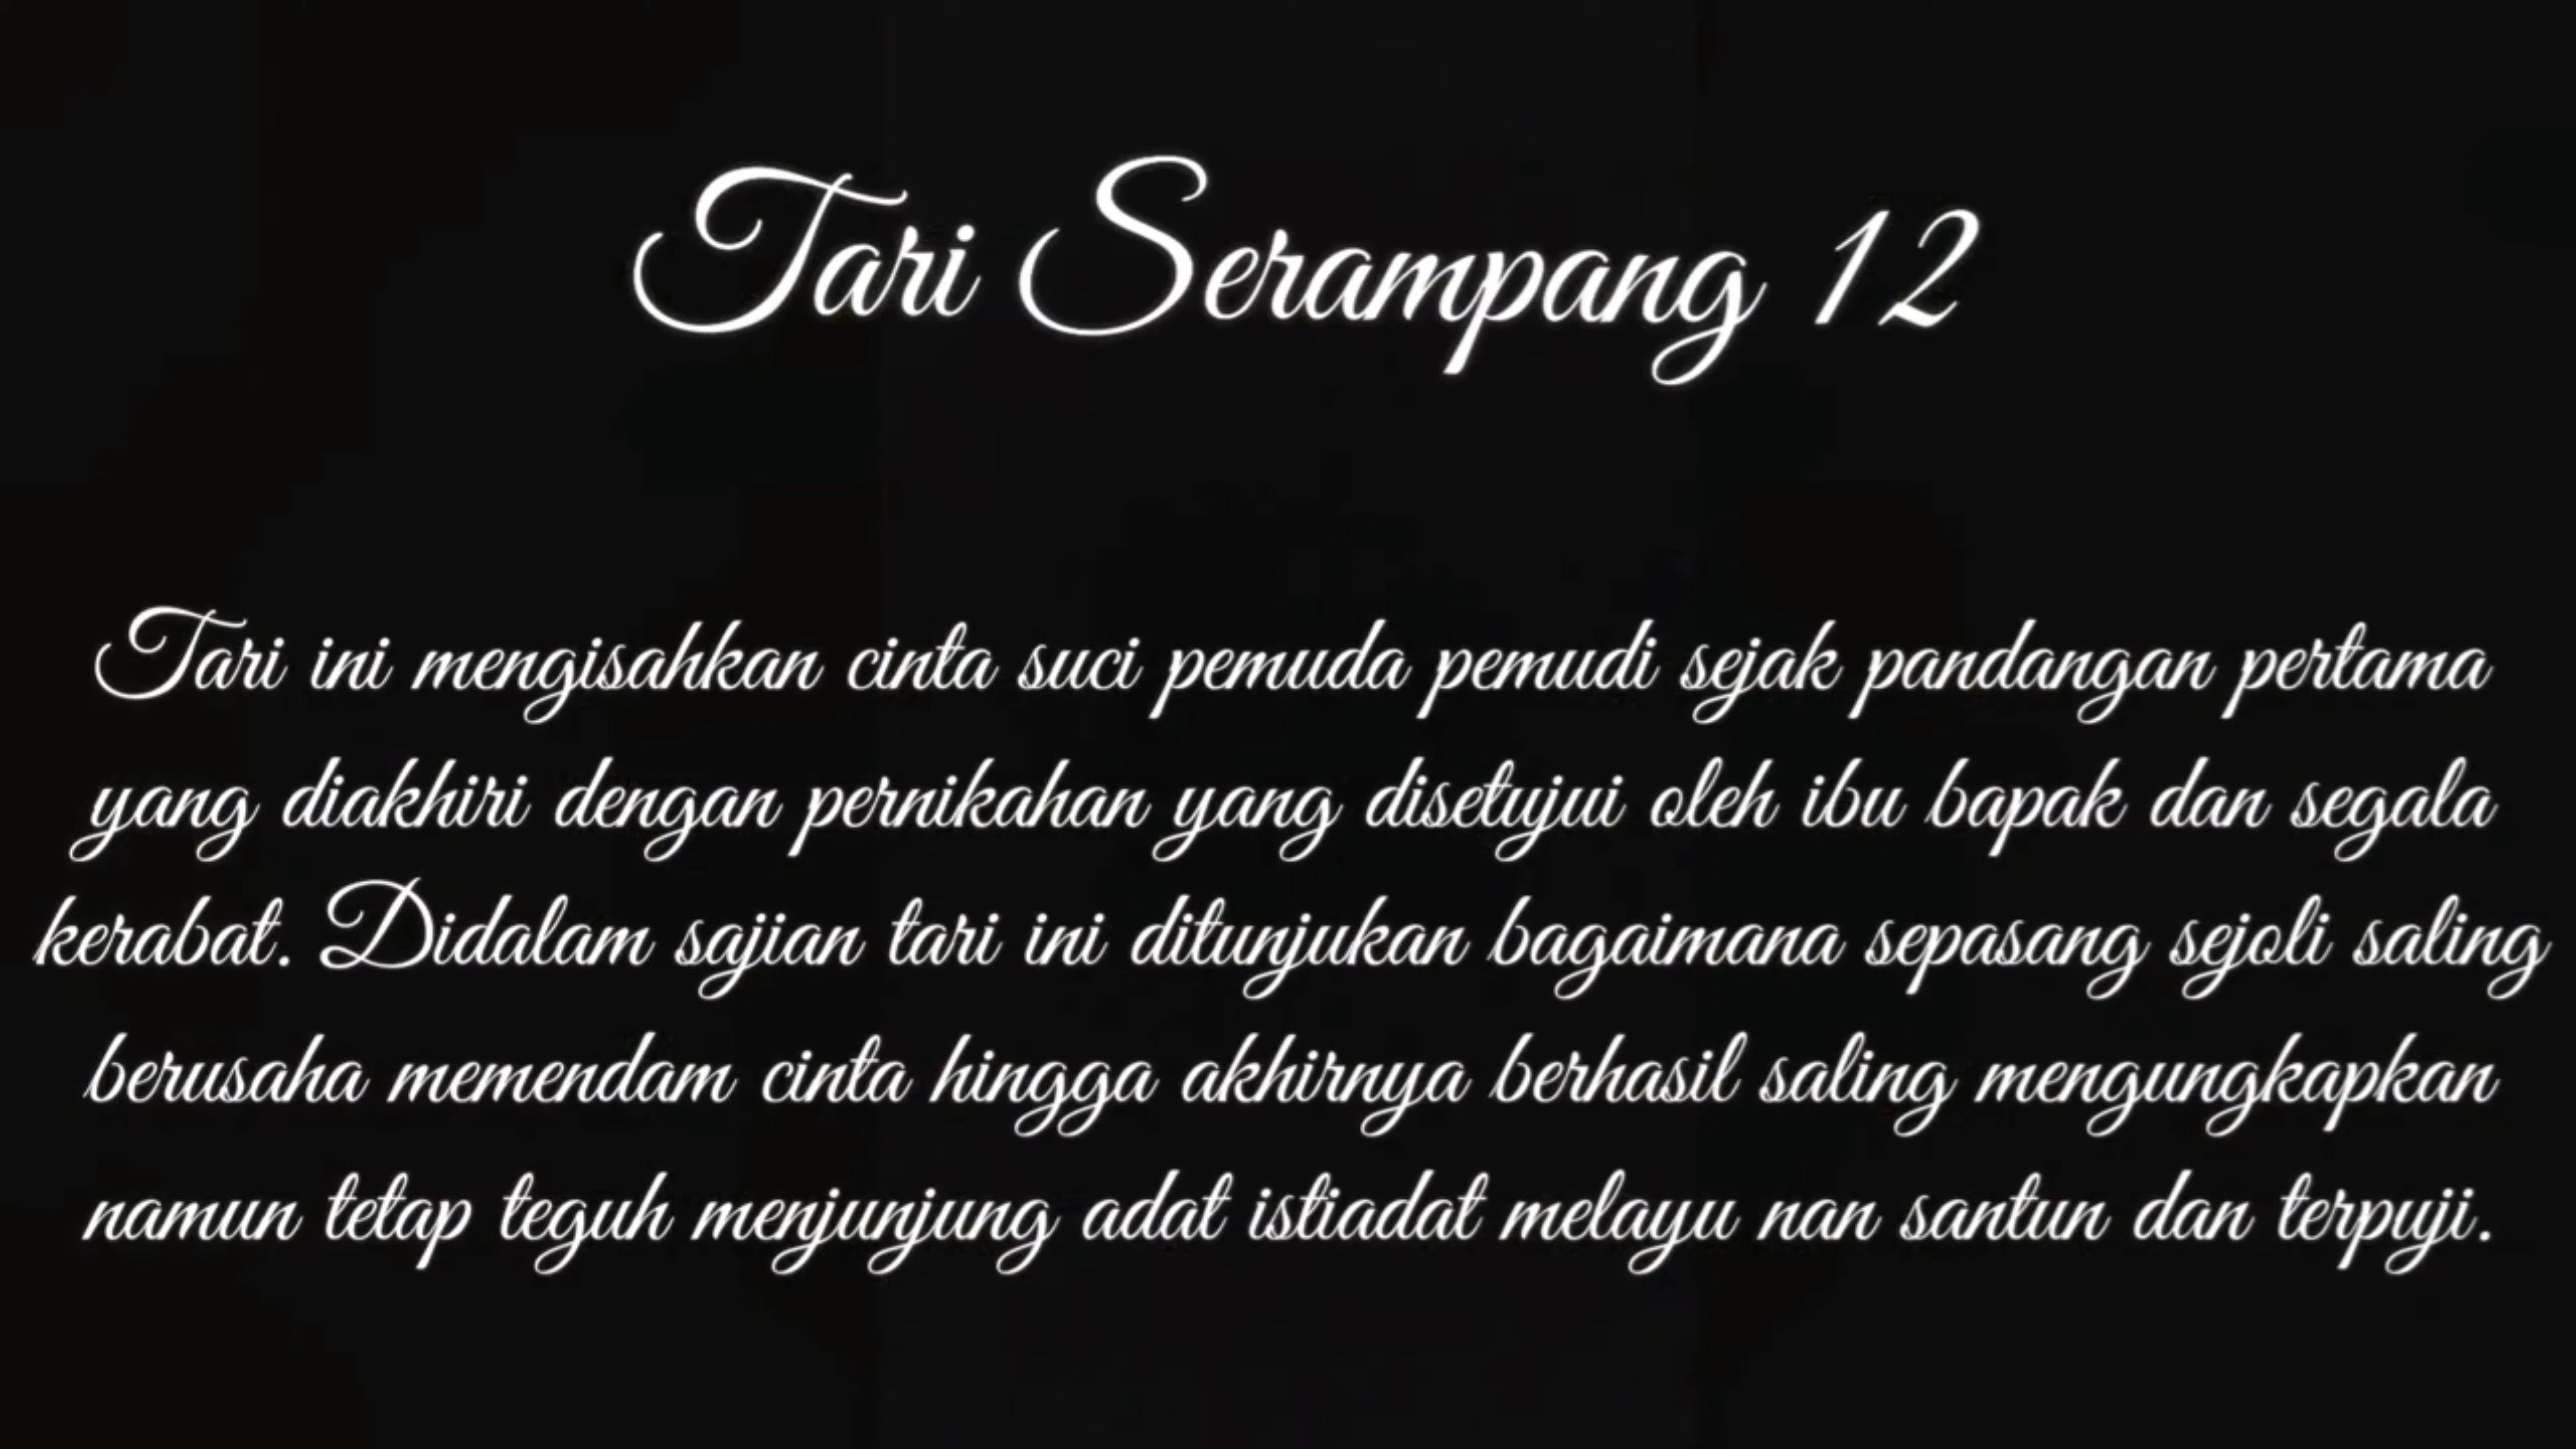 Tari Serampang 12
Tari ini mengisahkan cinta suci pemuda pemudi sejak pandangan pertama
yang diakhiri dengan pernikahan yang disetujui oleh ibu bapak dan segala
kerabat. Didalam sajian tari ini ditunjukan bagaimana sepasang sejoli saling
berusaha memendam cinta hingga akhirnya berhasil saling mengungkapkan
namun tetap teguh menjunjung adat istiadat melayu nan santun dan terpuji.